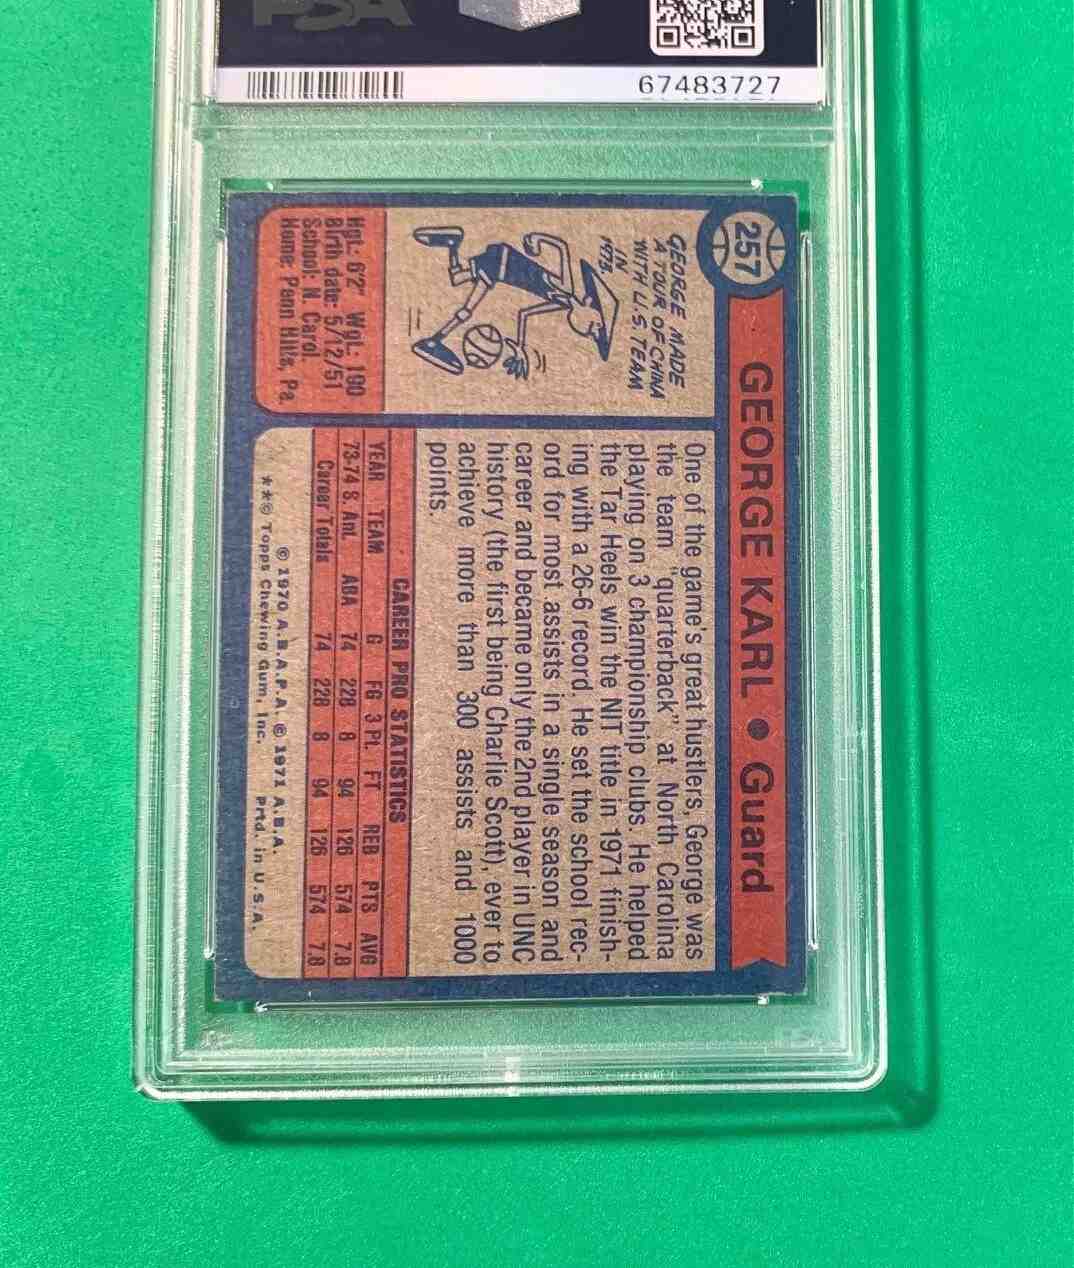 PSA
67483727
257
GEORGE KARL • Guard
GEORGE MADE
A TOUR OF CHINA
WITH U.S. TEAM
IN
1973.
Hgt.: 6'2" Wgt.: 190
Birth date: 5/12/51
School: N. Carol.
Home: Penn Hills, Pa.
One of the game's great hustlers, George was
the team "quarterback" at North Carolina
playing on 3 championship clubs. He helped
the Tar Heels win the NIT title in 1971 finish-
ing with a 26-6 record. He set the school rec-
ord for most assists in a single season and
career and became only the 2nd player in UNC
history (the first being Charlie Scott), ever to
achieve more than 300 assists and 1000
points.
CAREER PRO STATISTICS
YEAR TEAM G FG 3 Pt. FT REB PTS AVG
73-74 S. Ant. ABA 74 228 8 94 126 574 7.8
Career Totals 74 228 8 94 126 574 7.8
© 1970 A.B.A.P.A. © 1971 A.B.A.
**© Topps Chewing Gum, Inc. Prtd. in U.S.A.